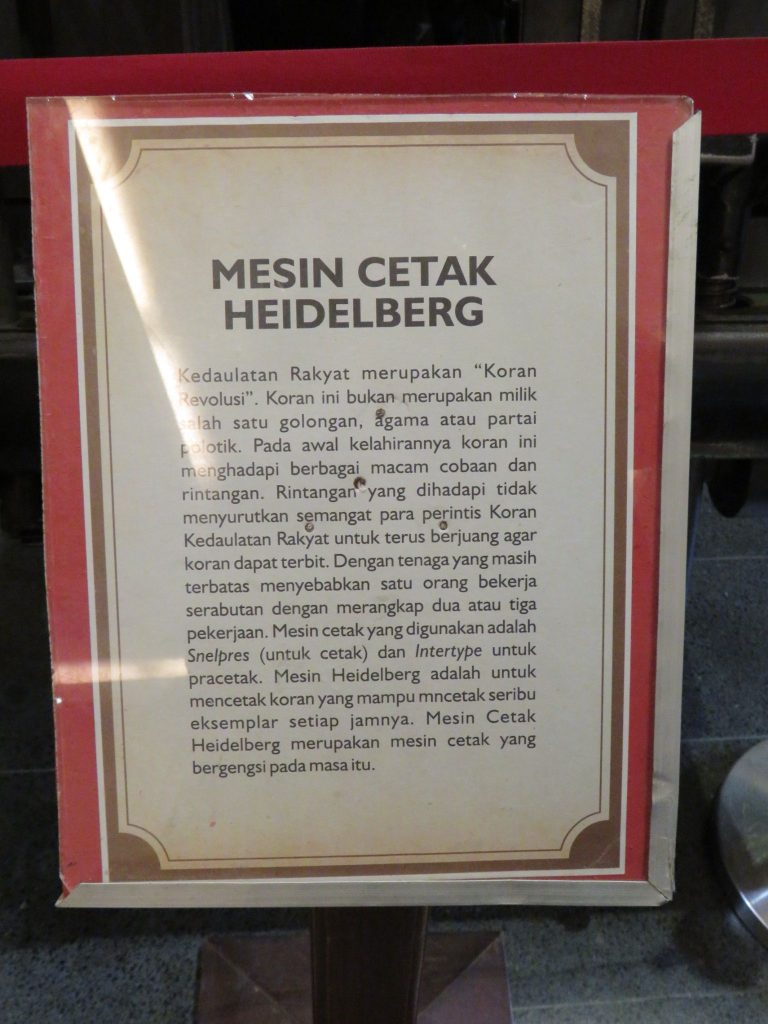 MESIN CETAK
HEIDELBERG
Kedaulatan Rakyat merupakan “Koran
Revolusi”. Koran ini bukan merupakan milik
salah satu golongan, agama atau partai
polotik. Pada awal kelahirannya koran ini
menghadapi berbagai macam cobaan dan
rintangan. Rintangan yang dihadapi tidak
menyurutkan semangat para perintis Koran
Kedaulatan Rakyat untuk terus berjuang agar
koran dapat terbit. Dengan tenaga yang masih
terbatas menyebabkan satu orang bekerja
serabutan dengan merangkap dua atau tiga
pekerjaan. Mesin cetak yang digunakan adalah
Snelpres (untuk cetak) dan Intertype untuk
pracetak. Mesin Heidelberg adalah untuk
mencetak koran yang mampu mncetak seribu
eksemplar setiap jamnya. Mesin Cetak
Heidelberg merupakan mesin cetak yang
bergengsi pada masa itu.